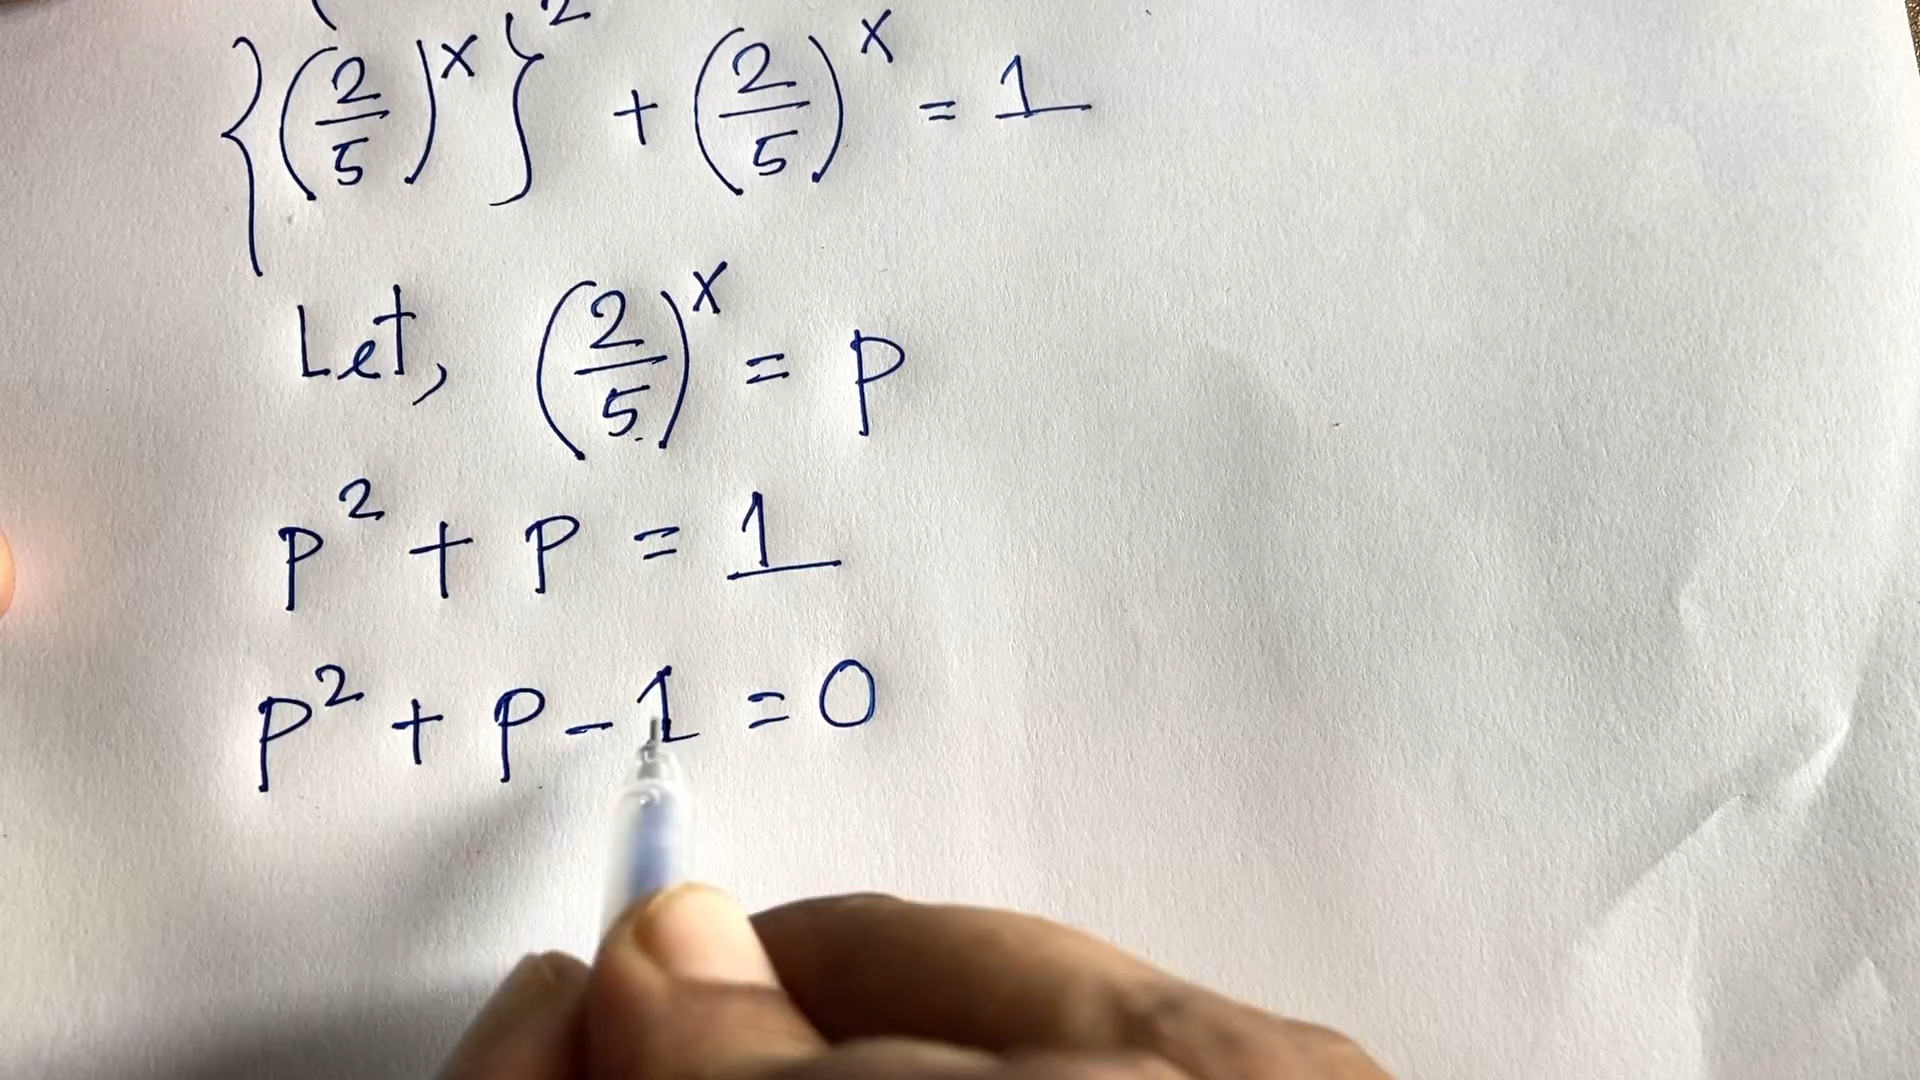 {(2/5)^x}^2 + (2/5)^x = 1
Let, (2/5)^x = p
p^2 + p = 1
p^2 + p - 1 = 0